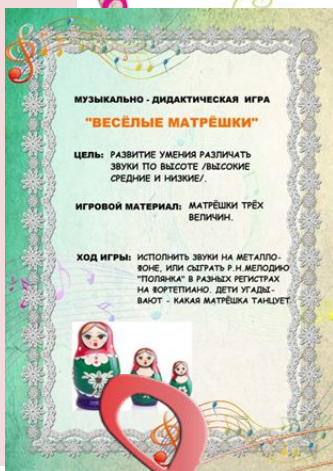 МУЗЫКАЛЬНО - ДИДАКТИЧЕСКАЯ ИГРА
"ВЕСЁЛЫЕ МАТРЁШКИ"
ЦЕЛЬ: РАЗВИТИЕ УМЕНИЯ РАЗЛИЧАТЬ
ЗВУКИ ПО ВЫСОТЕ /ВЫСОКИЕ
СРЕДНИЕ И НИЗКИЕ/.
ИГРОВОЙ МАТЕРИАЛ: МАТРЁШКИ ТРЁХ
ВЕЛИЧИН.
ХОД ИГРЫ: ИСПОЛНИТЬ ЗВУКИ НА МЕТАЛЛО-
ФОНЕ, ИЛИ СЫГРАТЬ Р.Н.МЕЛОДИЮ
"ПОЛЯНКА" В РАЗНЫХ РЕГИСТРАХ
НА ФОРТЕПИАНО. ДЕТИ УГАДЫ-
ВАЮТ - КАКАЯ МАТРЁШКА ТАНЦУЕТ